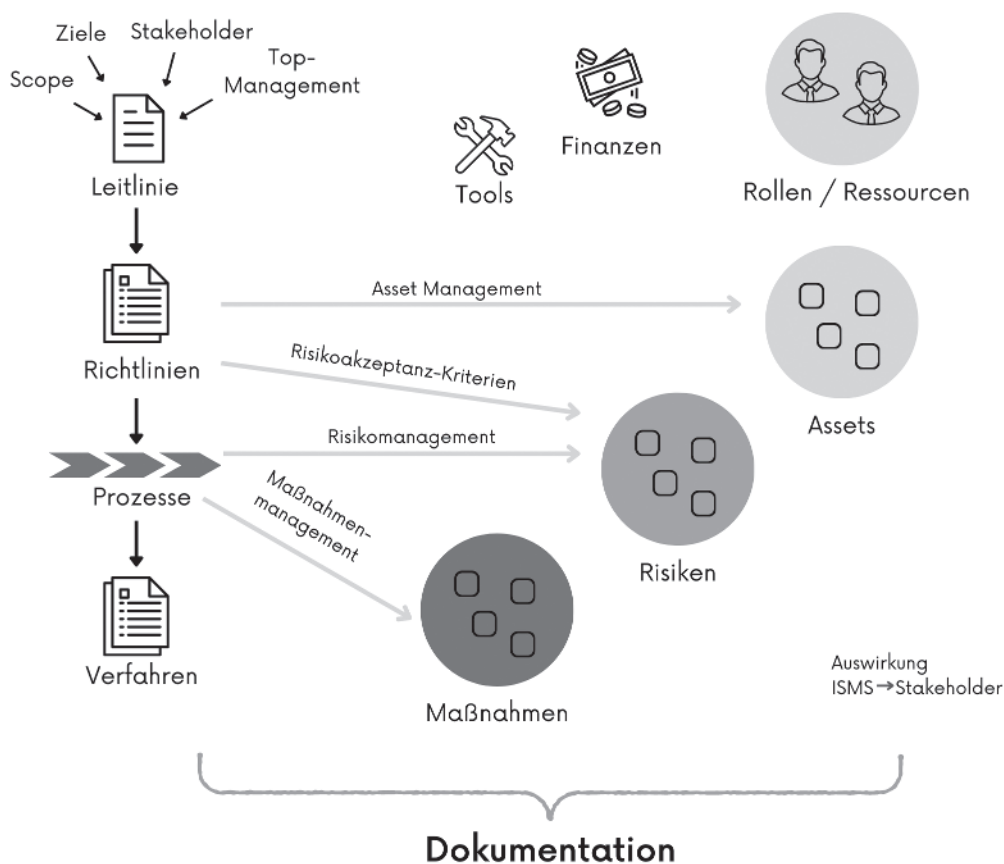 Ziele
Stakeholder
Scope
Top-
Management
Leitlinie
Tools
Finanzen
Rollen / Ressourcen
Asset Management
Richtlinien
Risikoakzeptanz-Kriterien
Assets
Risikomanagement
Prozesse
Maßnahmen-
management
Risiken
Verfahren
Maßnahmen
Auswirkung
ISMS→Stakeholder
Dokumentation